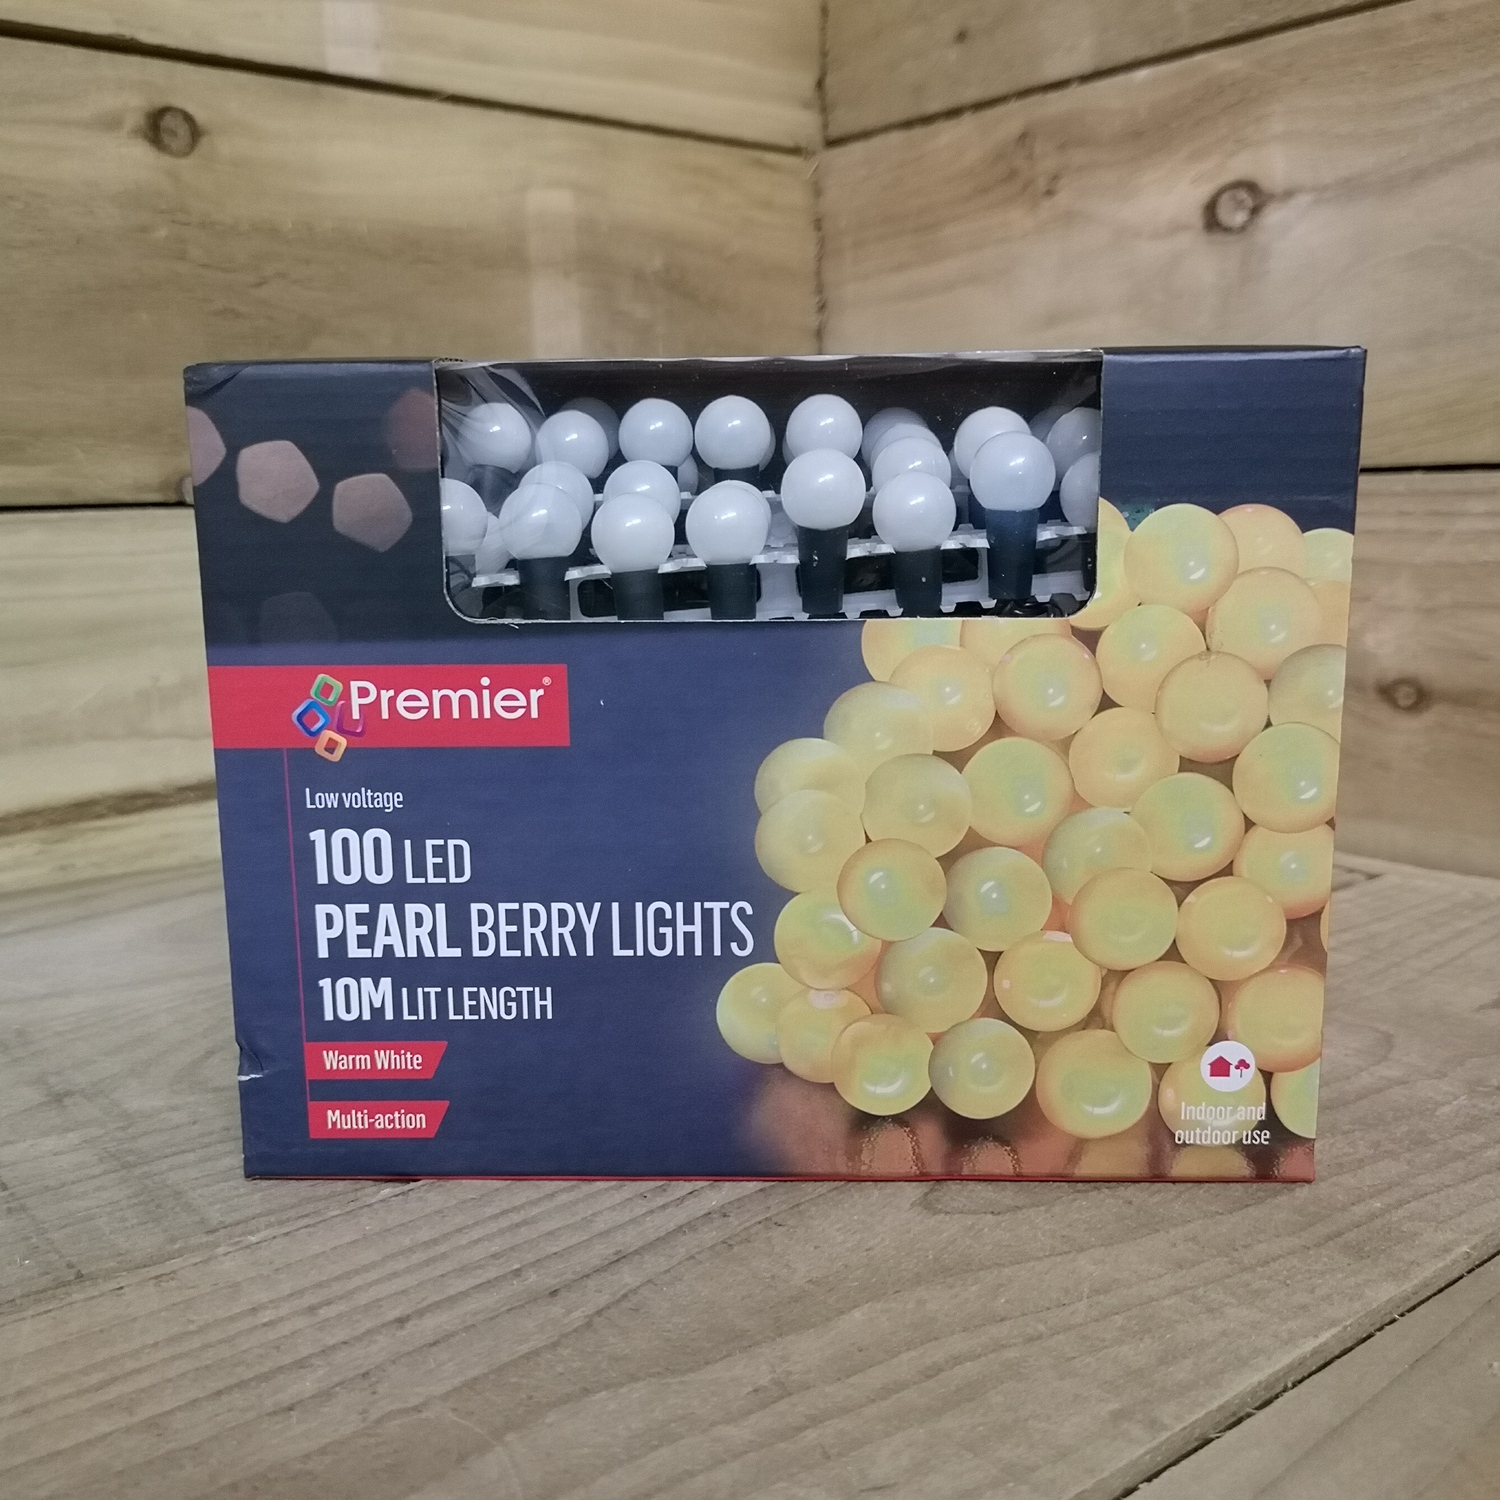 Premier®
Low voltage
100 LED
PEARL BERRY LIGHTS
10M LIT LENGTH
Warm White
Multi-action
Indoor and
outdoor use